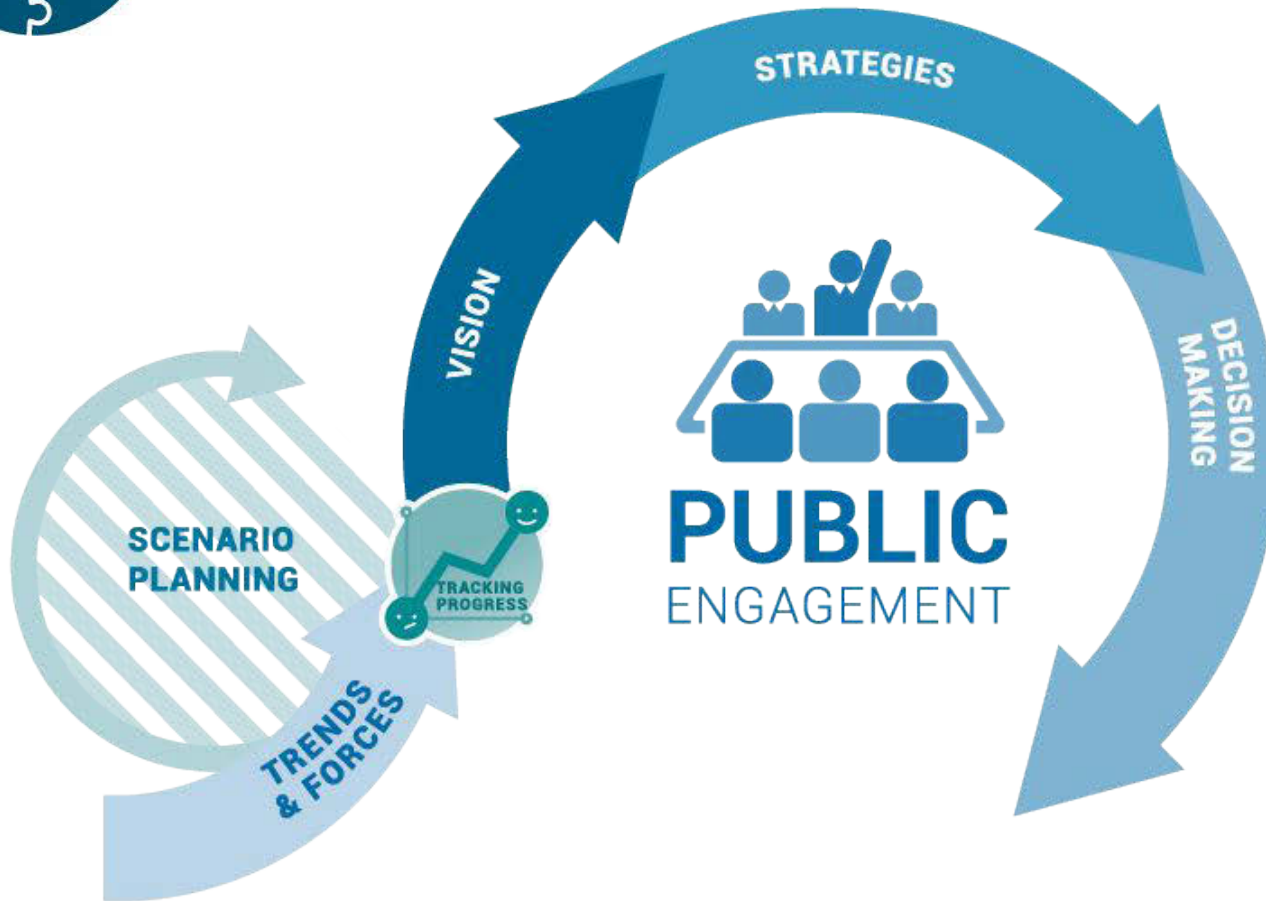 STRATEGIES
VISION
DECISION
MAKING
SCENARIO
PLANNING
TRACKING
PROGRESS
PUBLIC
ENGAGEMENT
TRENDS
& FORCES